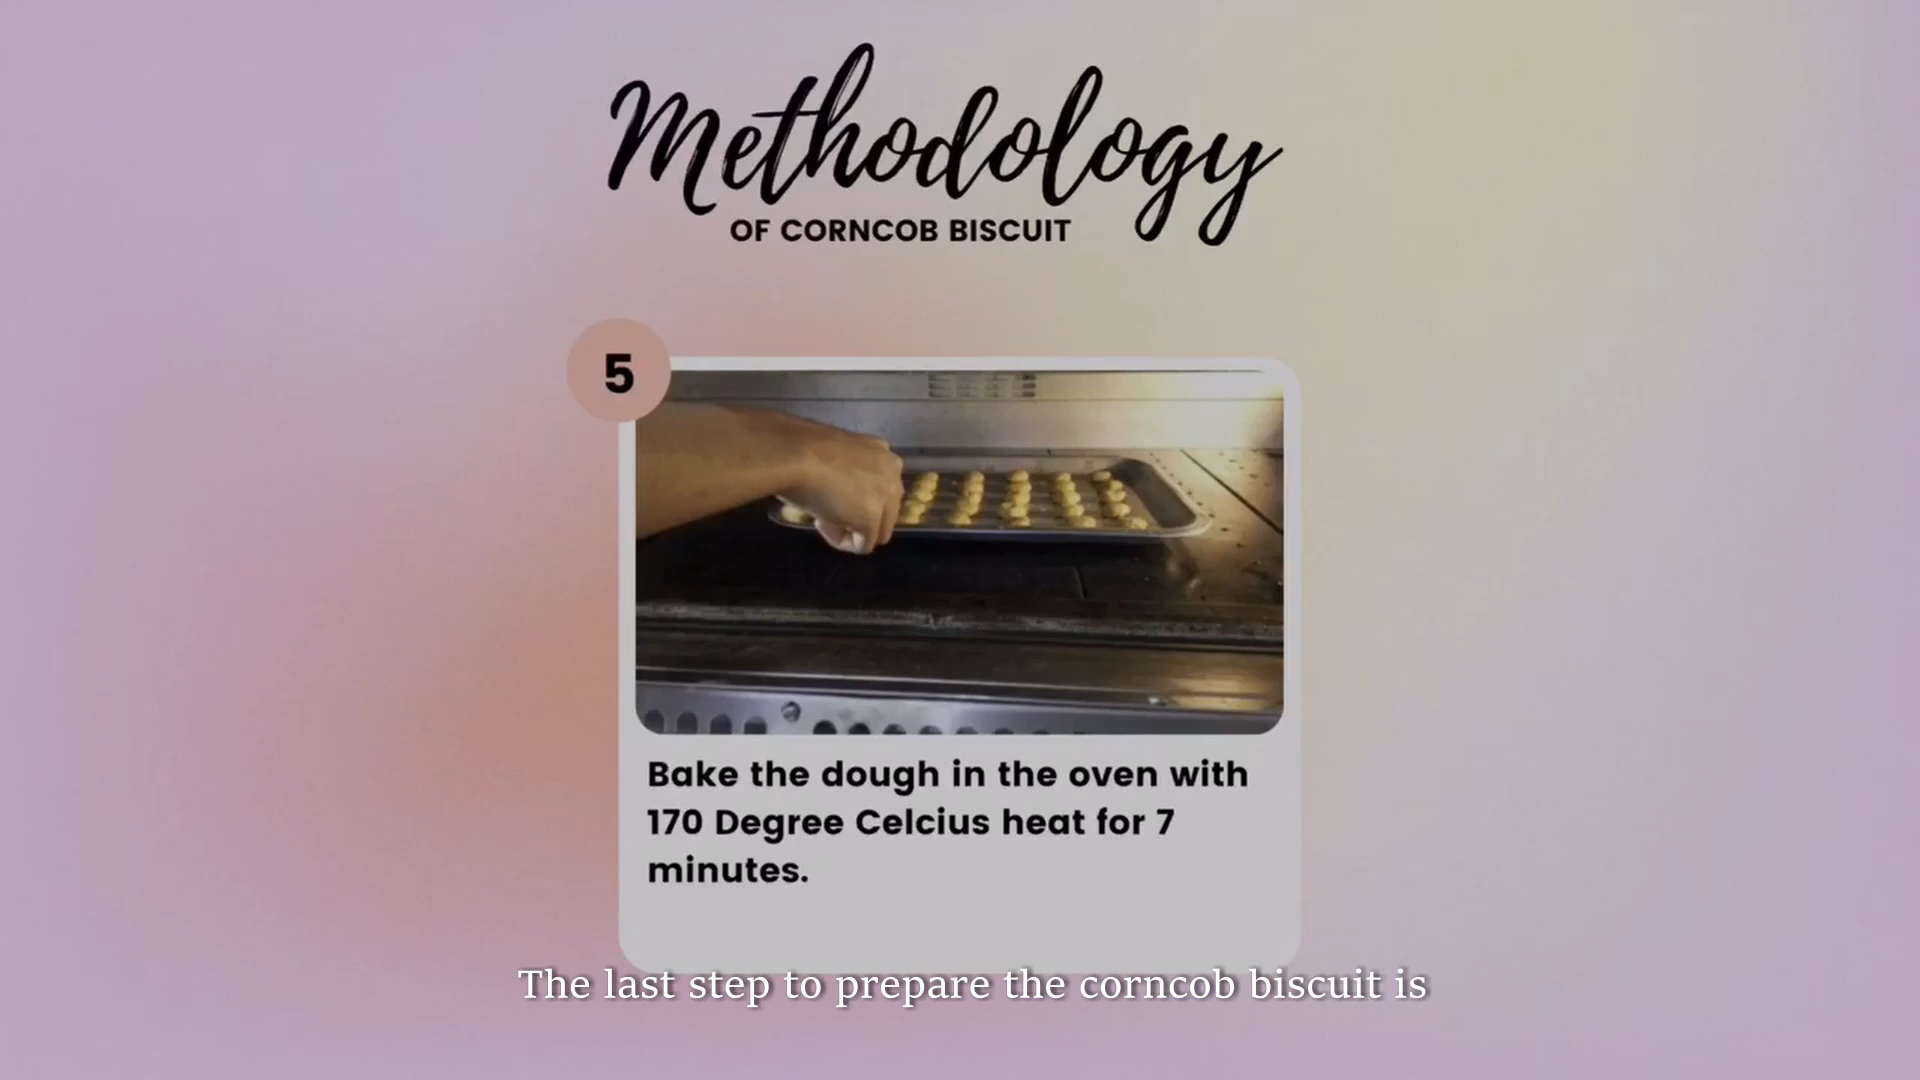 Methodology
OF CORNCOB BISCUIT
5
Bake the dough in the oven with
170 Degree Celcius heat for 7
minutes.
The last step to prepare the corncob biscuit is